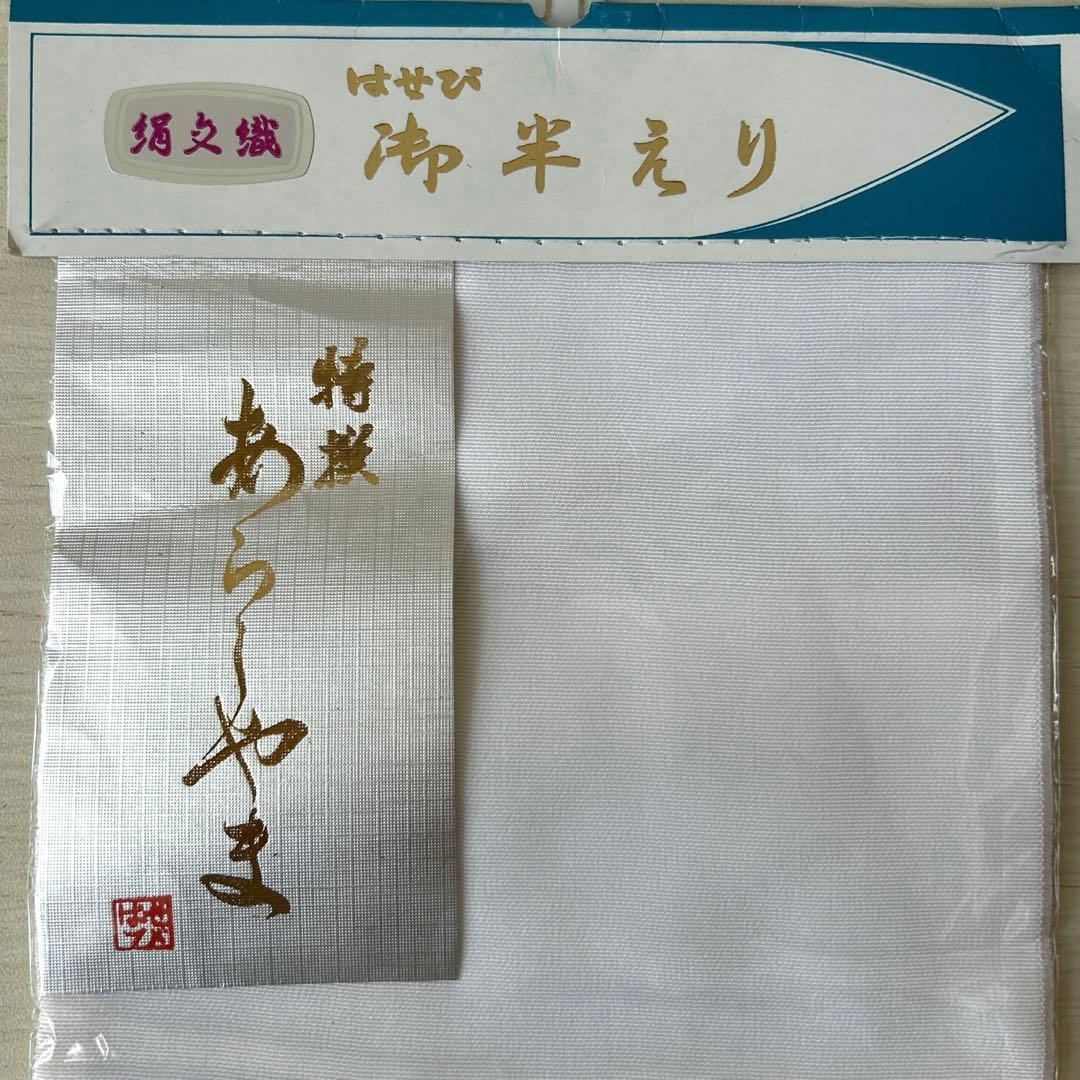 はせび
絹交織
御半えり
特撰
あらしやま